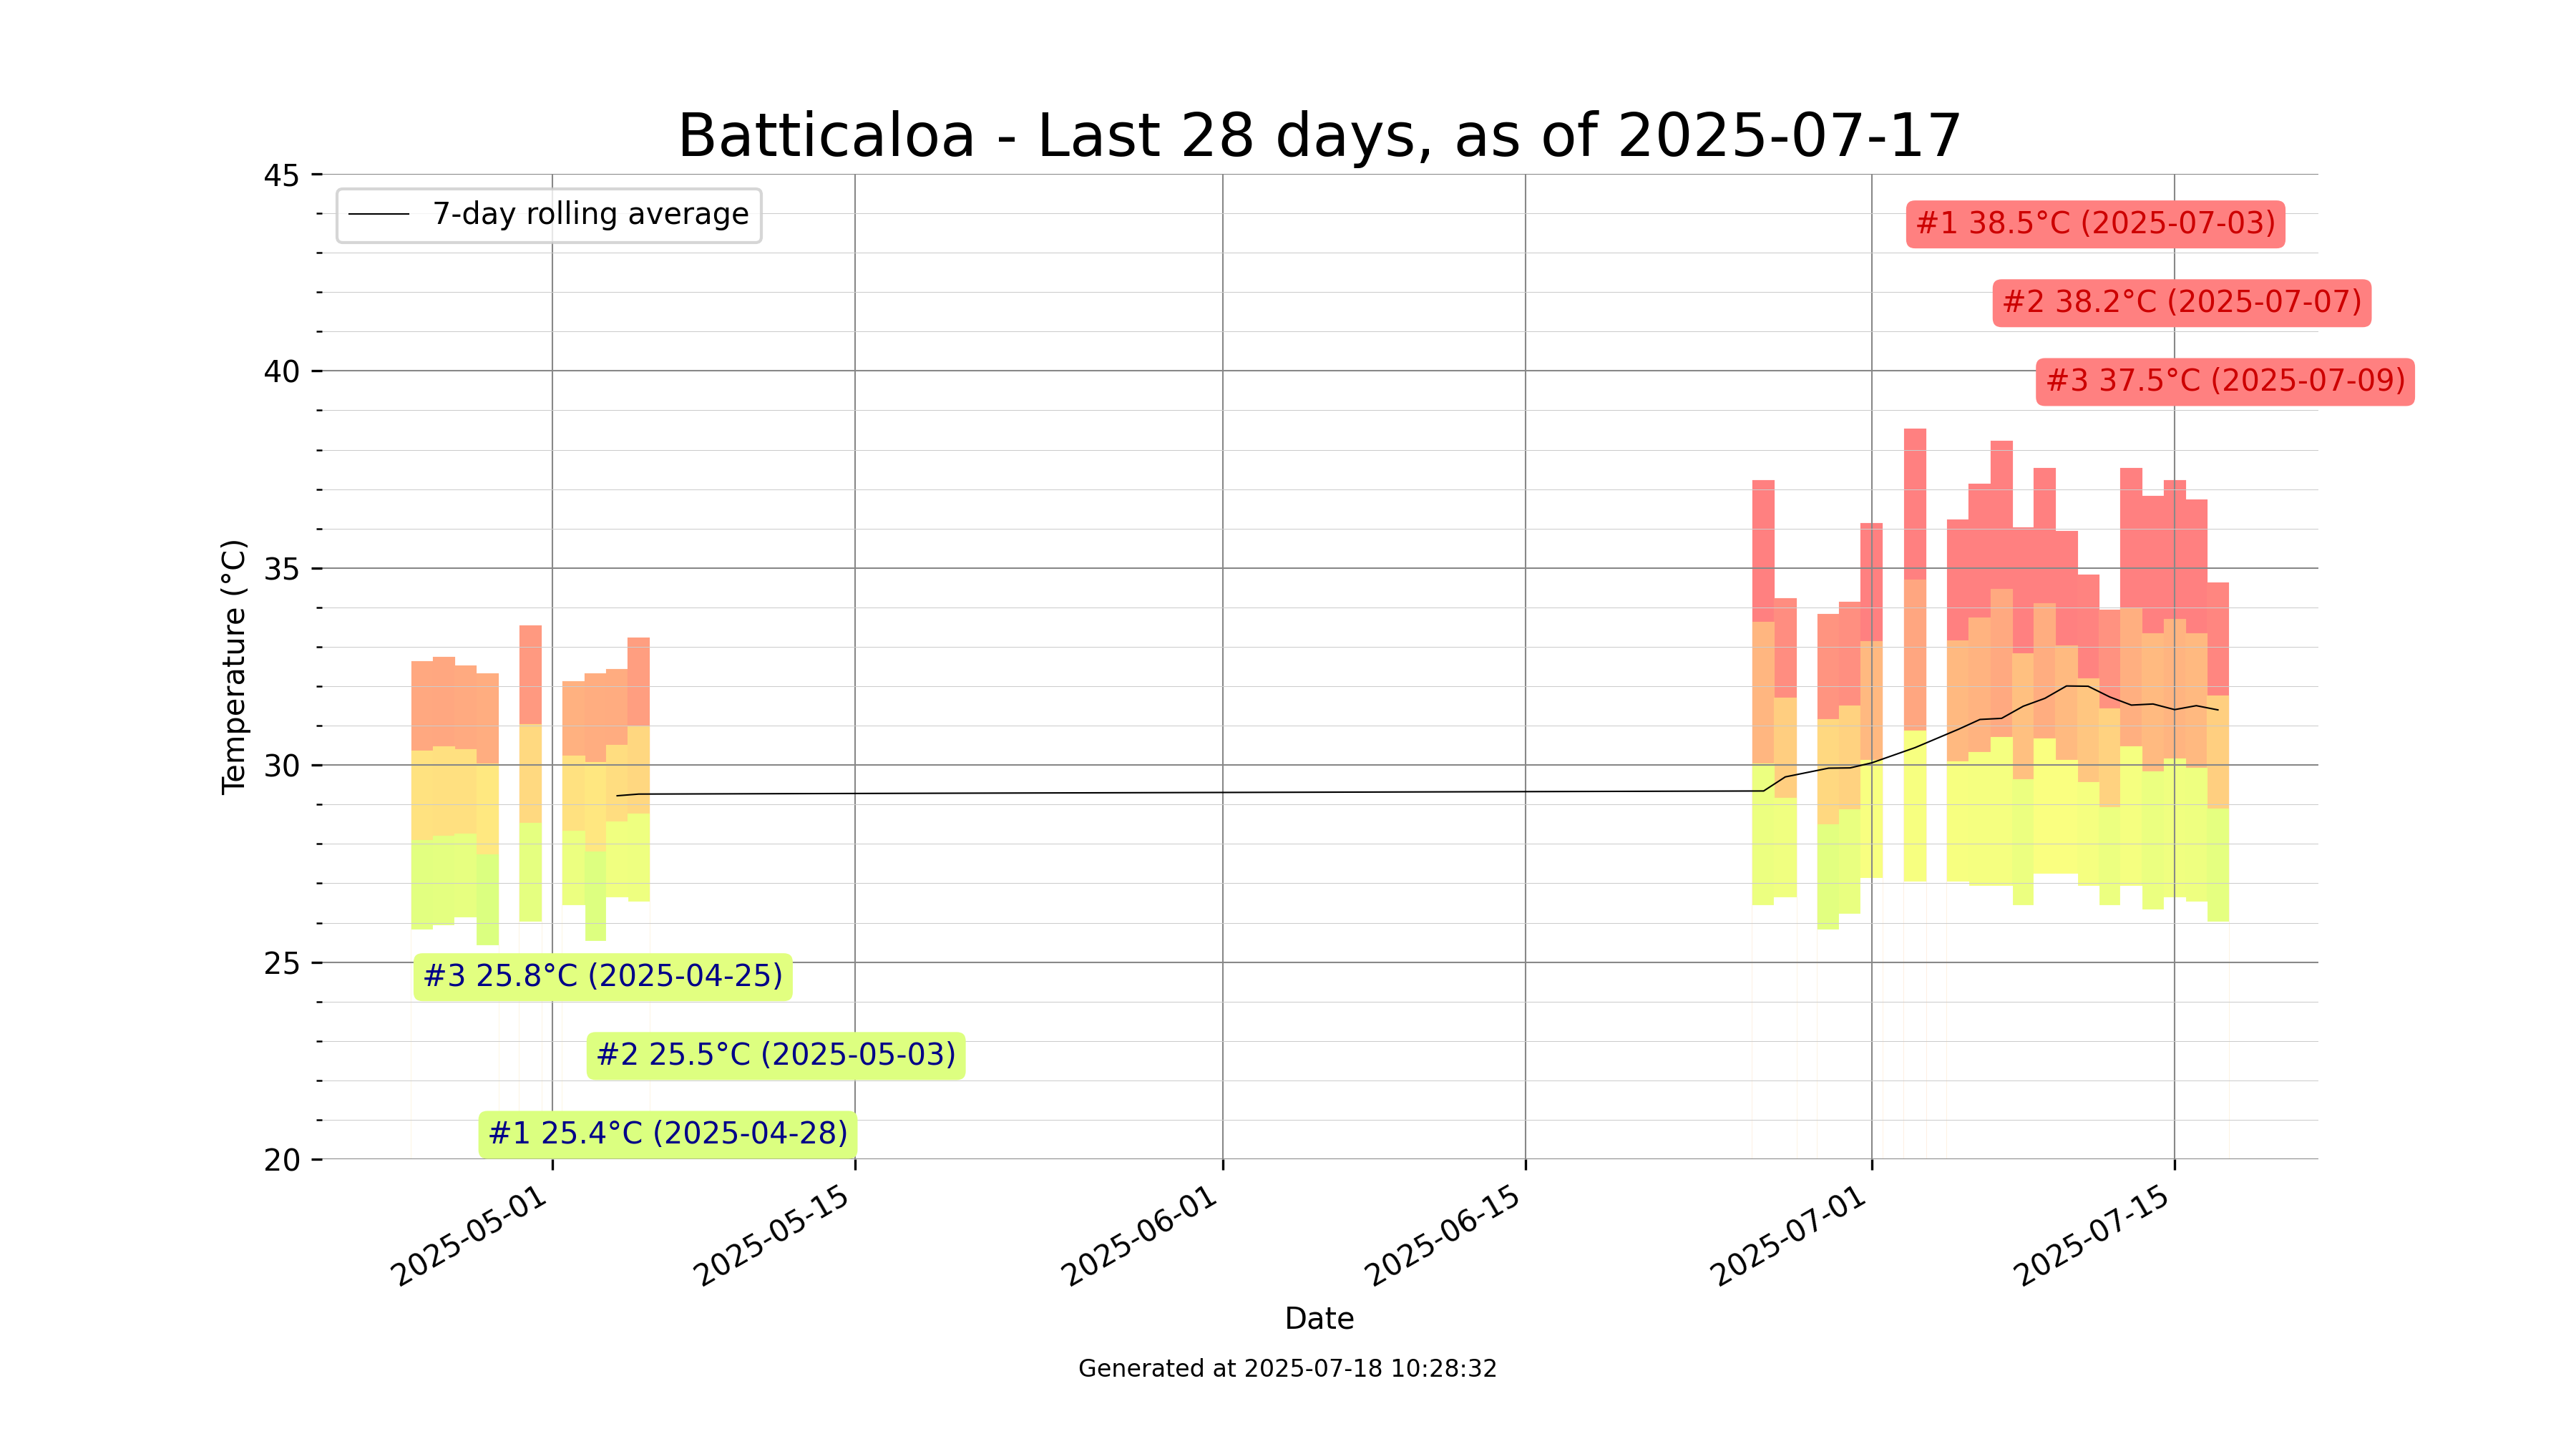 Batticaloa - Last 28 days, as of 2025-07-17
45
7-day rolling average
#1 38.5°C (2025-07-03)
#2 38.2°C (2025-07-07)
40
#3 37.5°C (2025-07-09)
35
Temperature (°C)
30
25
#3 25.8°C (2025-04-25)
#2 25.5°C (2025-05-03)
#1 25.4°C (2025-04-28)
20
2025-05-01
2025-05-15
2025-06-01
2025-06-15
2025-07-01
2025-07-15
Date
Generated at 2025-07-18 10:28:32